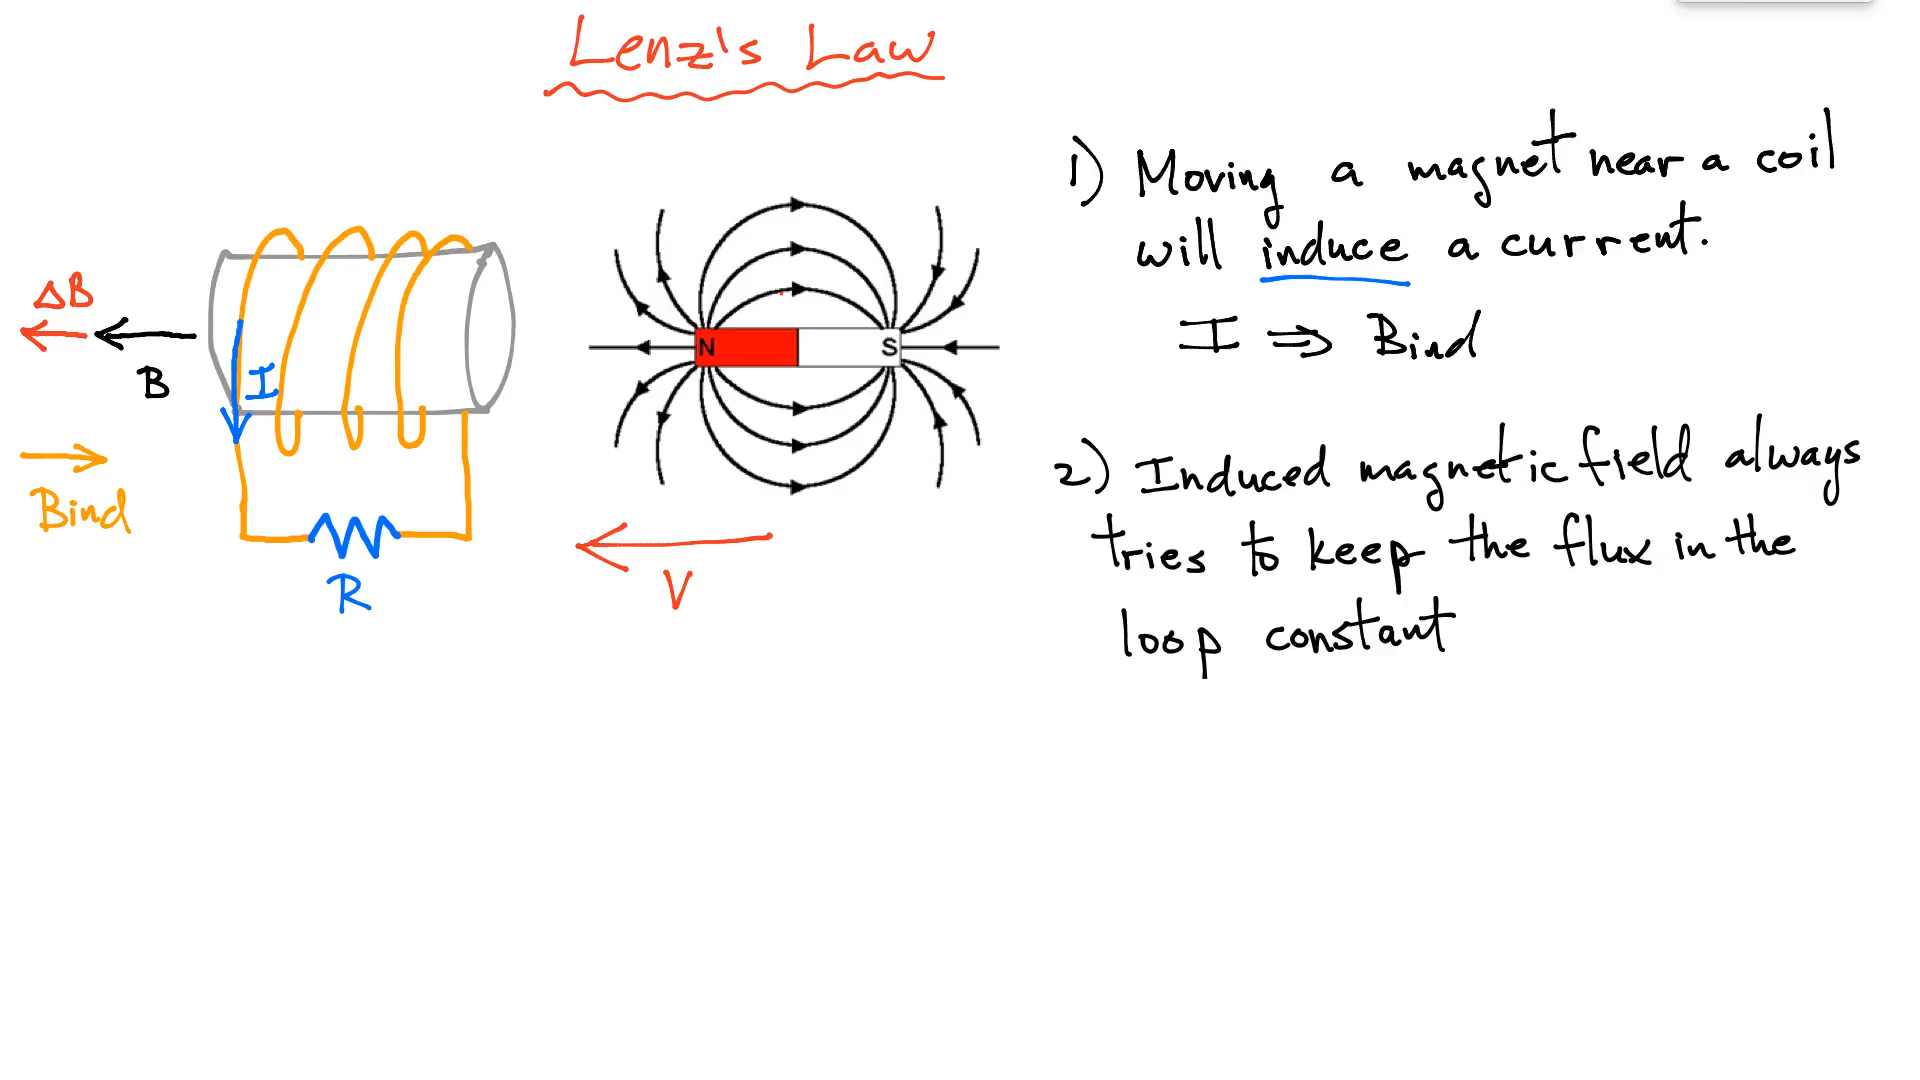 Lenz's Law
ΔB
B
I
Bind
R
N
S
V
1) Moving a magnet near a coil
will induce a current.
I ⇒ Bind
2) Induced magnetic field always
tries to keep the flux in the
loop constant